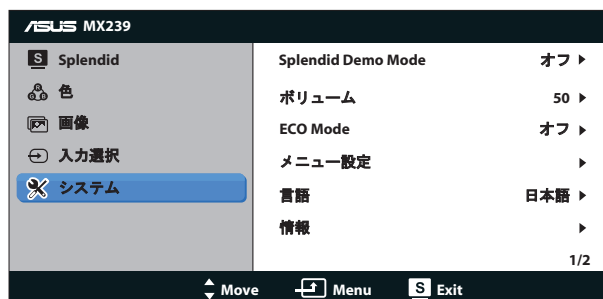 ASUS MX239
S Splendid
色
画像
入力選択
システム
Splendid Demo Mode オフ
ボリューム 50
ECO Mode オフ
メニュー設定
言語 日本語
情報
1/2
Move Menu S Exit